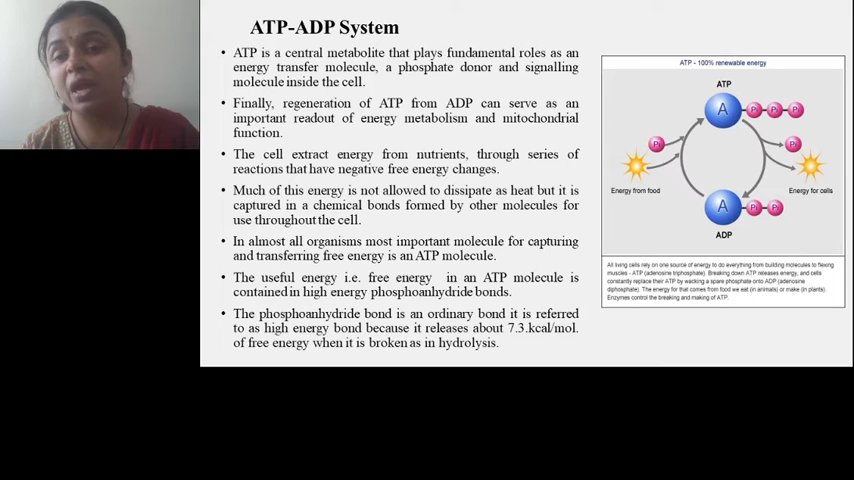 ATP-ADP System
• ATP is a central metabolite that plays fundamental roles as an
energy transfer molecule, a phosphate donor and signalling
molecule inside the cell.
• Finally, regeneration of ATP from ADP can serve as an
important readout of energy metabolism and mitochondrial
function.
• The cell extract energy from nutrients, through series of
reactions that have negative free energy changes.
• Much of this energy is not allowed to dissipate as heat but it is
captured in a chemical bonds formed by other molecules for
use throughout the cell.
• In almost all organisms most important molecule for capturing
and transferring free energy is an ATP molecule.
• The useful energy i.e. free energy in an ATP molecule is
contained in high energy phosphoanhydride bonds.
• The phosphoanhydride bond is an ordinary bond it is referred
to as high energy bond because it releases about 7.3.kcal/mol.
of free energy when it is broken as in hydrolysis.
ATP - 100% renewable energy
ATP
A Pi Pi Pi
Pi Pi
Energy from food Energy for cells
A Pi Pi
ADP
All living cells rely on one source of energy to do everything from building molecules to flexing
muscles - ATP (adenosine triphosphate). Breaking down ATP releases energy, and cells
constantly replace their ATP by wacking a spare phosphate onto ADP (adenosine
diphosphate). The energy for that comes from food we eat (in animals) or make (in plants).
Enzymes control the breaking and making of ATP.